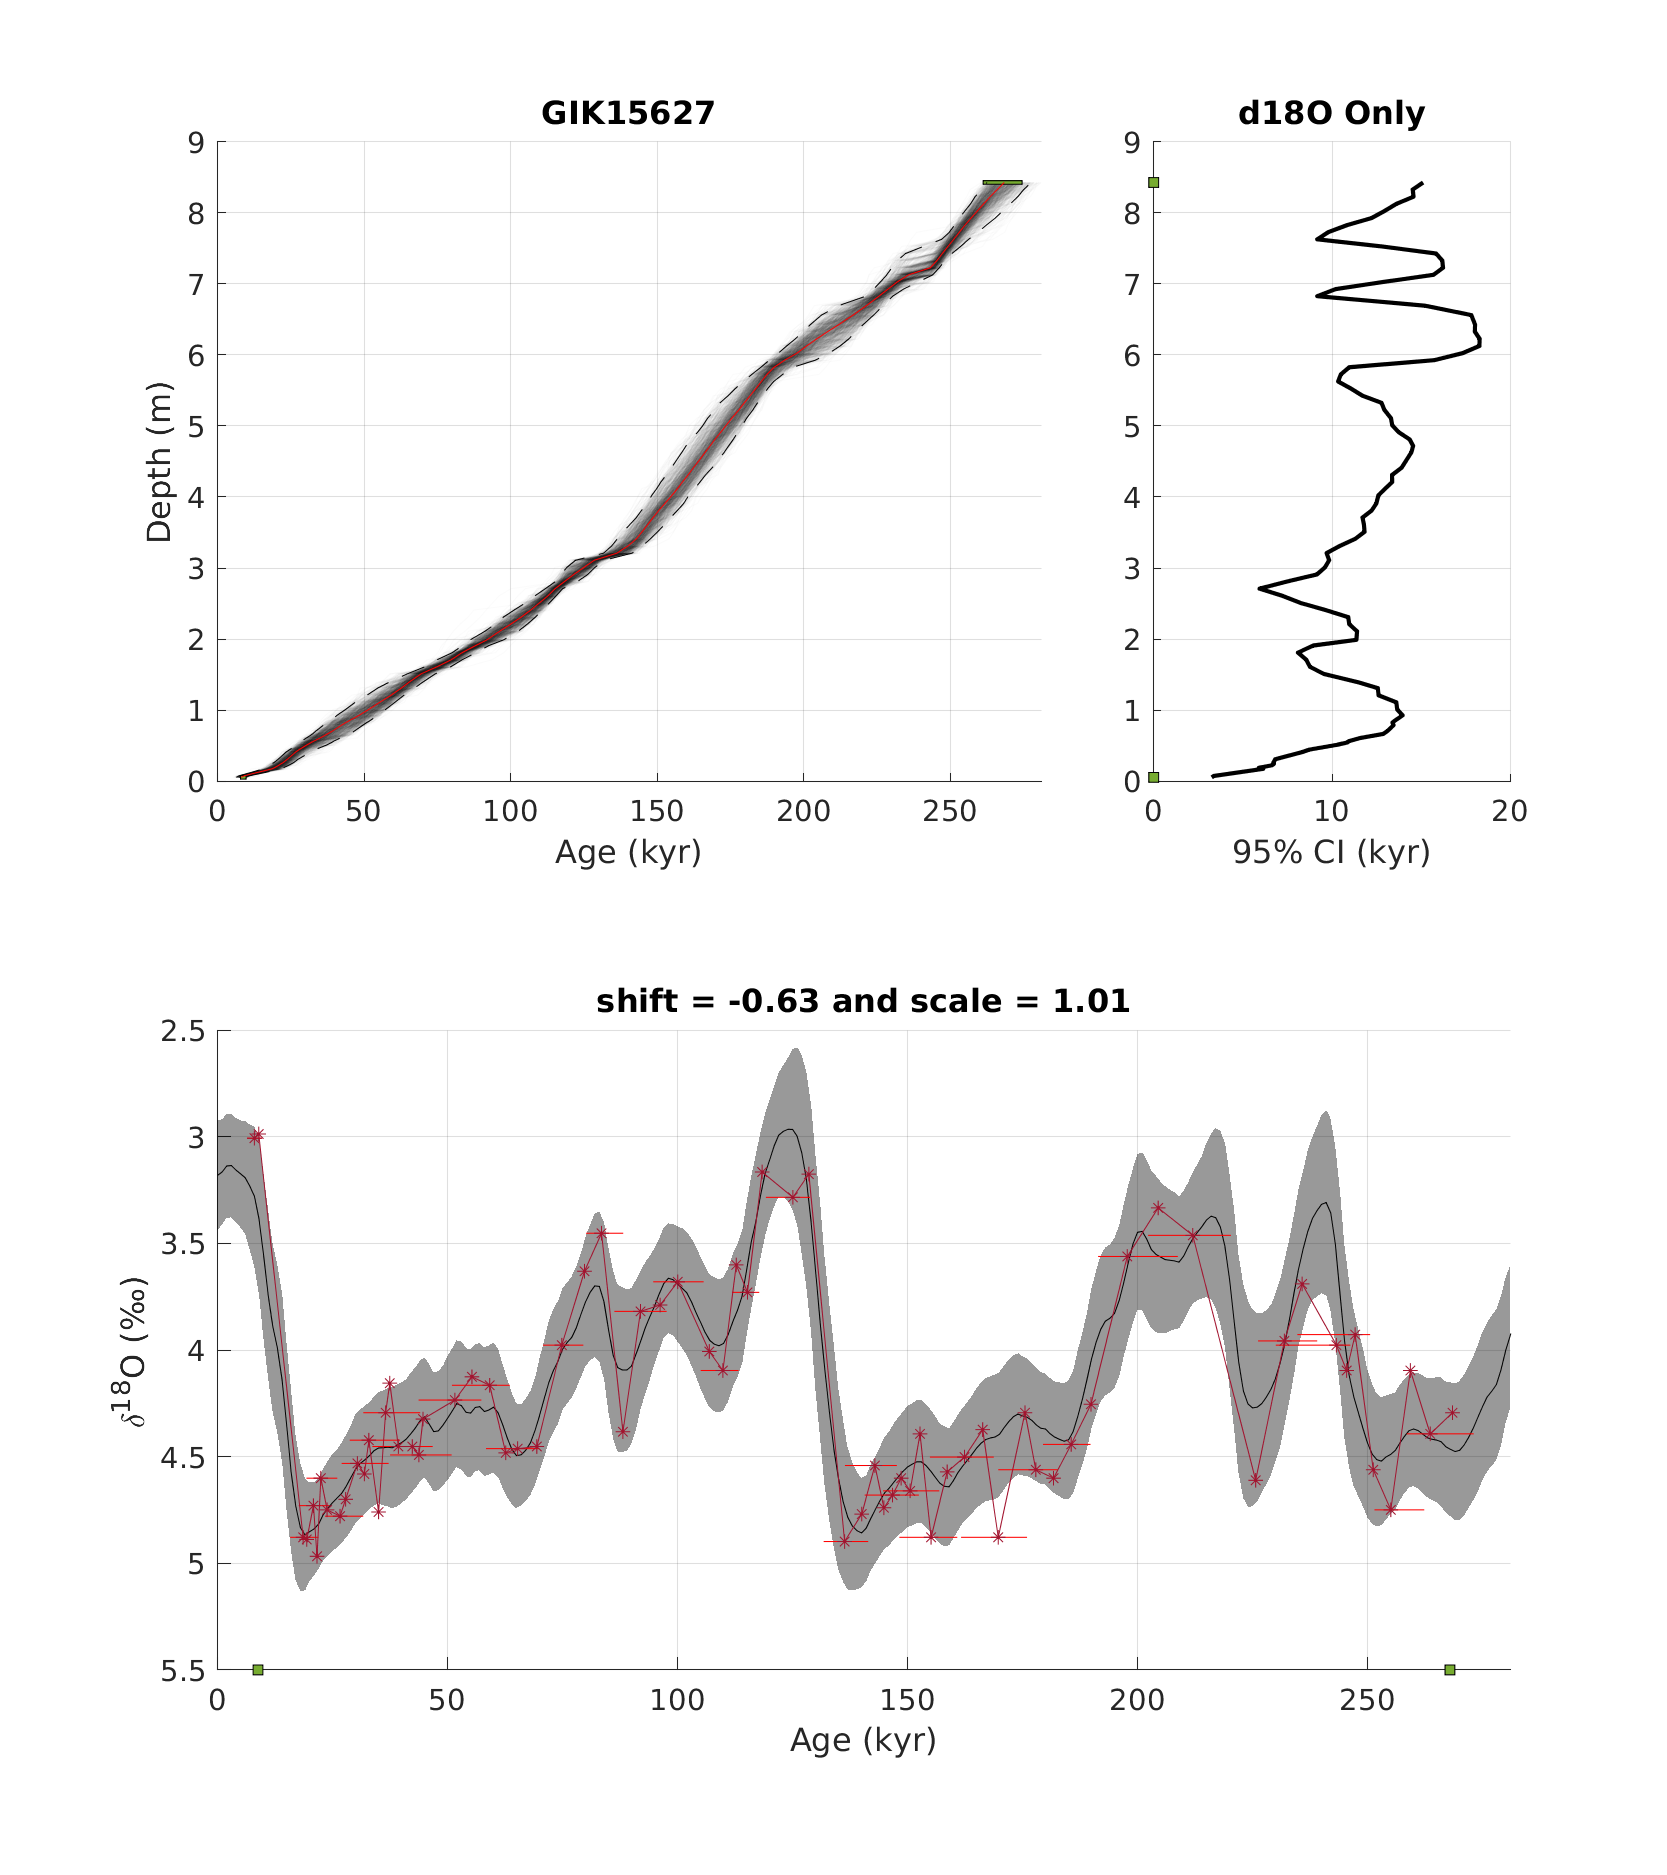 GIK15627
9
8
7
6
5
4
3
2
1
0
Depth (m)
0 50 100 150 200 250
Age (kyr)
d18O Only
9
8
7
6
5
4
3
2
1
0
0 10 20
95% CI (kyr)
shift = -0.63 and scale = 1.01
2.5
3
3.5
4
4.5
5
5.5
δ18O (‰)
0 50 100 150 200 250
Age (kyr)